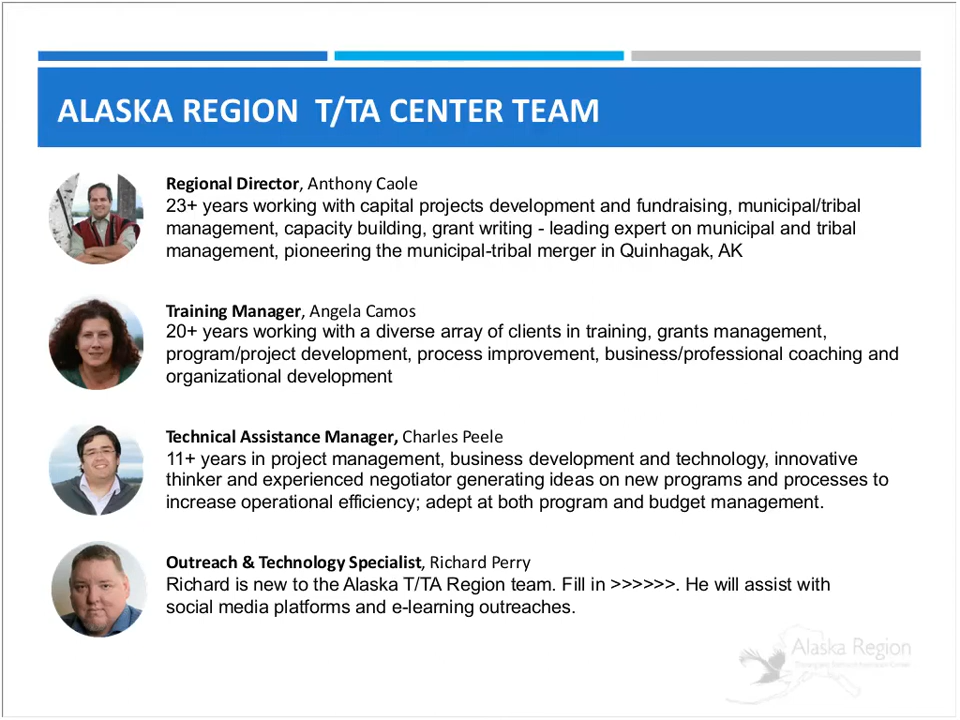 ALASKA REGION T/TA CENTER TEAM
Regional Director, Anthony Caole
23+ years working with capital projects development and fundraising, municipal/tribal
management, capacity building, grant writing - leading expert on municipal and tribal
management, pioneering the municipal-tribal merger in Quinhagak, AK
Training Manager, Angela Camos
20+ years working with a diverse array of clients in training, grants management,
program/project development, process improvement, business/professional coaching and
organizational development
Technical Assistance Manager, Charles Peele
11+ years in project management, business development and technology, innovative
thinker and experienced negotiator generating ideas on new programs and processes to
increase operational efficiency; adept at both program and budget management.
Outreach & Technology Specialist, Richard Perry
Richard is new to the Alaska T/TA Region team. Fill in >>>>>>. He will assist with
social media platforms and e-learning outreaches.
Alaska Region